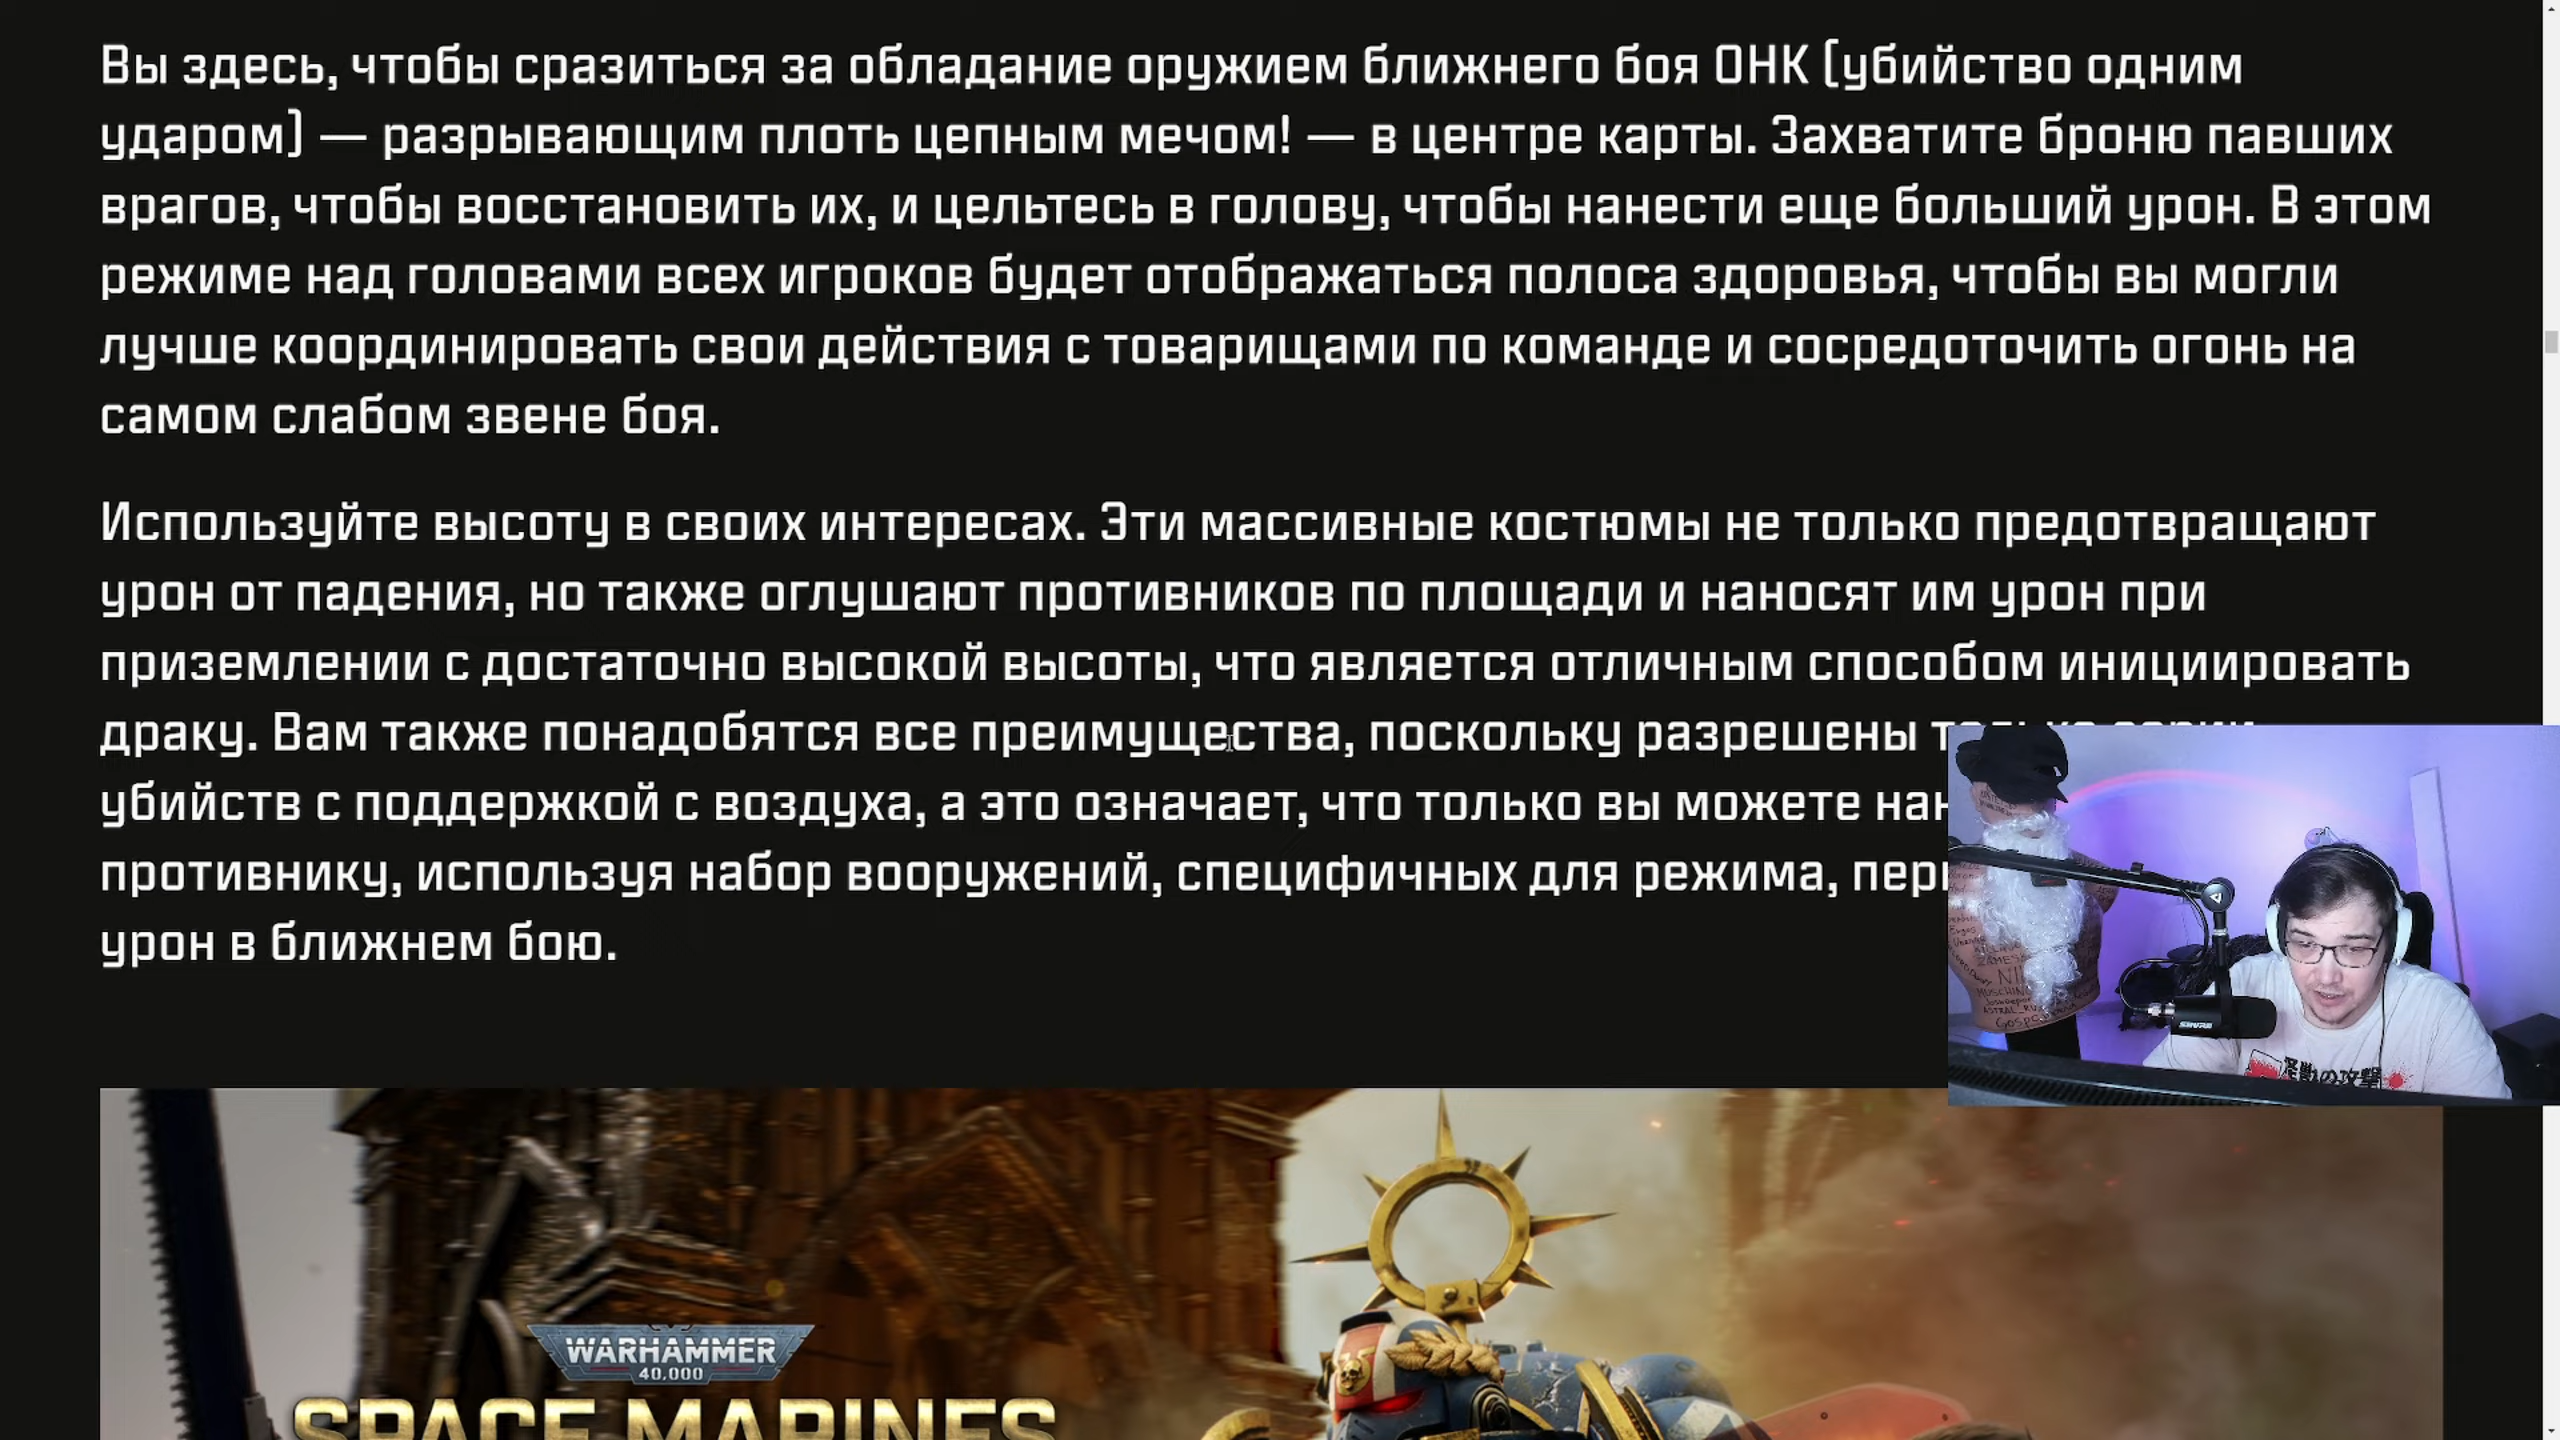 Вы здесь, чтобы сразиться за обладание оружием ближнего боя ОНК (убийство одним
ударом) — разрывающим плоть цепным мечом! — в центре карты. Захватите броню павших
врагов, чтобы восстановить их, и цельтесь в голову, чтобы нанести еще больший урон. В этом
режиме над головами всех игроков будет отображаться полоса здоровья, чтобы вы могли
лучше координировать свои действия с товарищами по команде и сосредоточить огонь на
самом слабом звене боя.
Используйте высоту в своих интересах. Эти массивные костюмы не только предотвращают
урон от падения, но также оглушают противников по площади и наносят им урон при
приземлении с достаточно высокой высоты, что является отличным способом инициировать
драку. Вам также понадобятся все преимущества, поскольку разрешены
убийств с поддержкой с воздуха, а это означает, что только вы можете
противнику, используя набор вооружений, специфичных для режима,
урон в ближнем бою.
SHURE
怪獣の攻撃
WARHAMMER
40,000
SPACE MARINES